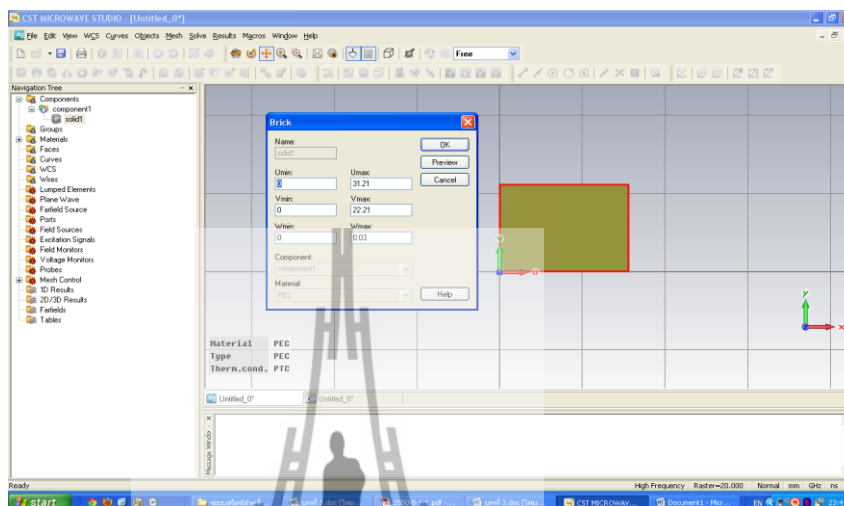 CST MICROWAVE STUDIO - [Untitled_0*]
File Edit View WCS Curves Objects Mesh Solve Results Macros Window Help
Free
Navigation Tree
Components
component1
solid1
Groups
Materials
Faces
Curves
WCS
Wires
Lumped Elements
Plane Wave
Farfield Source
Ports
Field Sources
Excitation Signals
Field Monitors
Voltage Monitors
Probes
Mesh Control
1D Results
2D/3D Results
Farfields
Tables
Brick
Name:
solid1
OK
Preview
Cancel
Umin: Umax:
0 31.21
Vmin: Vmax:
0 22.21
Wmin: Wmax:
0 0.03
Component:
component1
Material:
PEC
Help
v
u
y
x
Material PEC
Type PEC
Therm.cond. PTC
Untitled_0* Untitled_0*
Message Window
Ready
High Frequency Raster=20.000 Normal mm GHz ns
start
CST MICROWAV... Document1 - Micr... EN